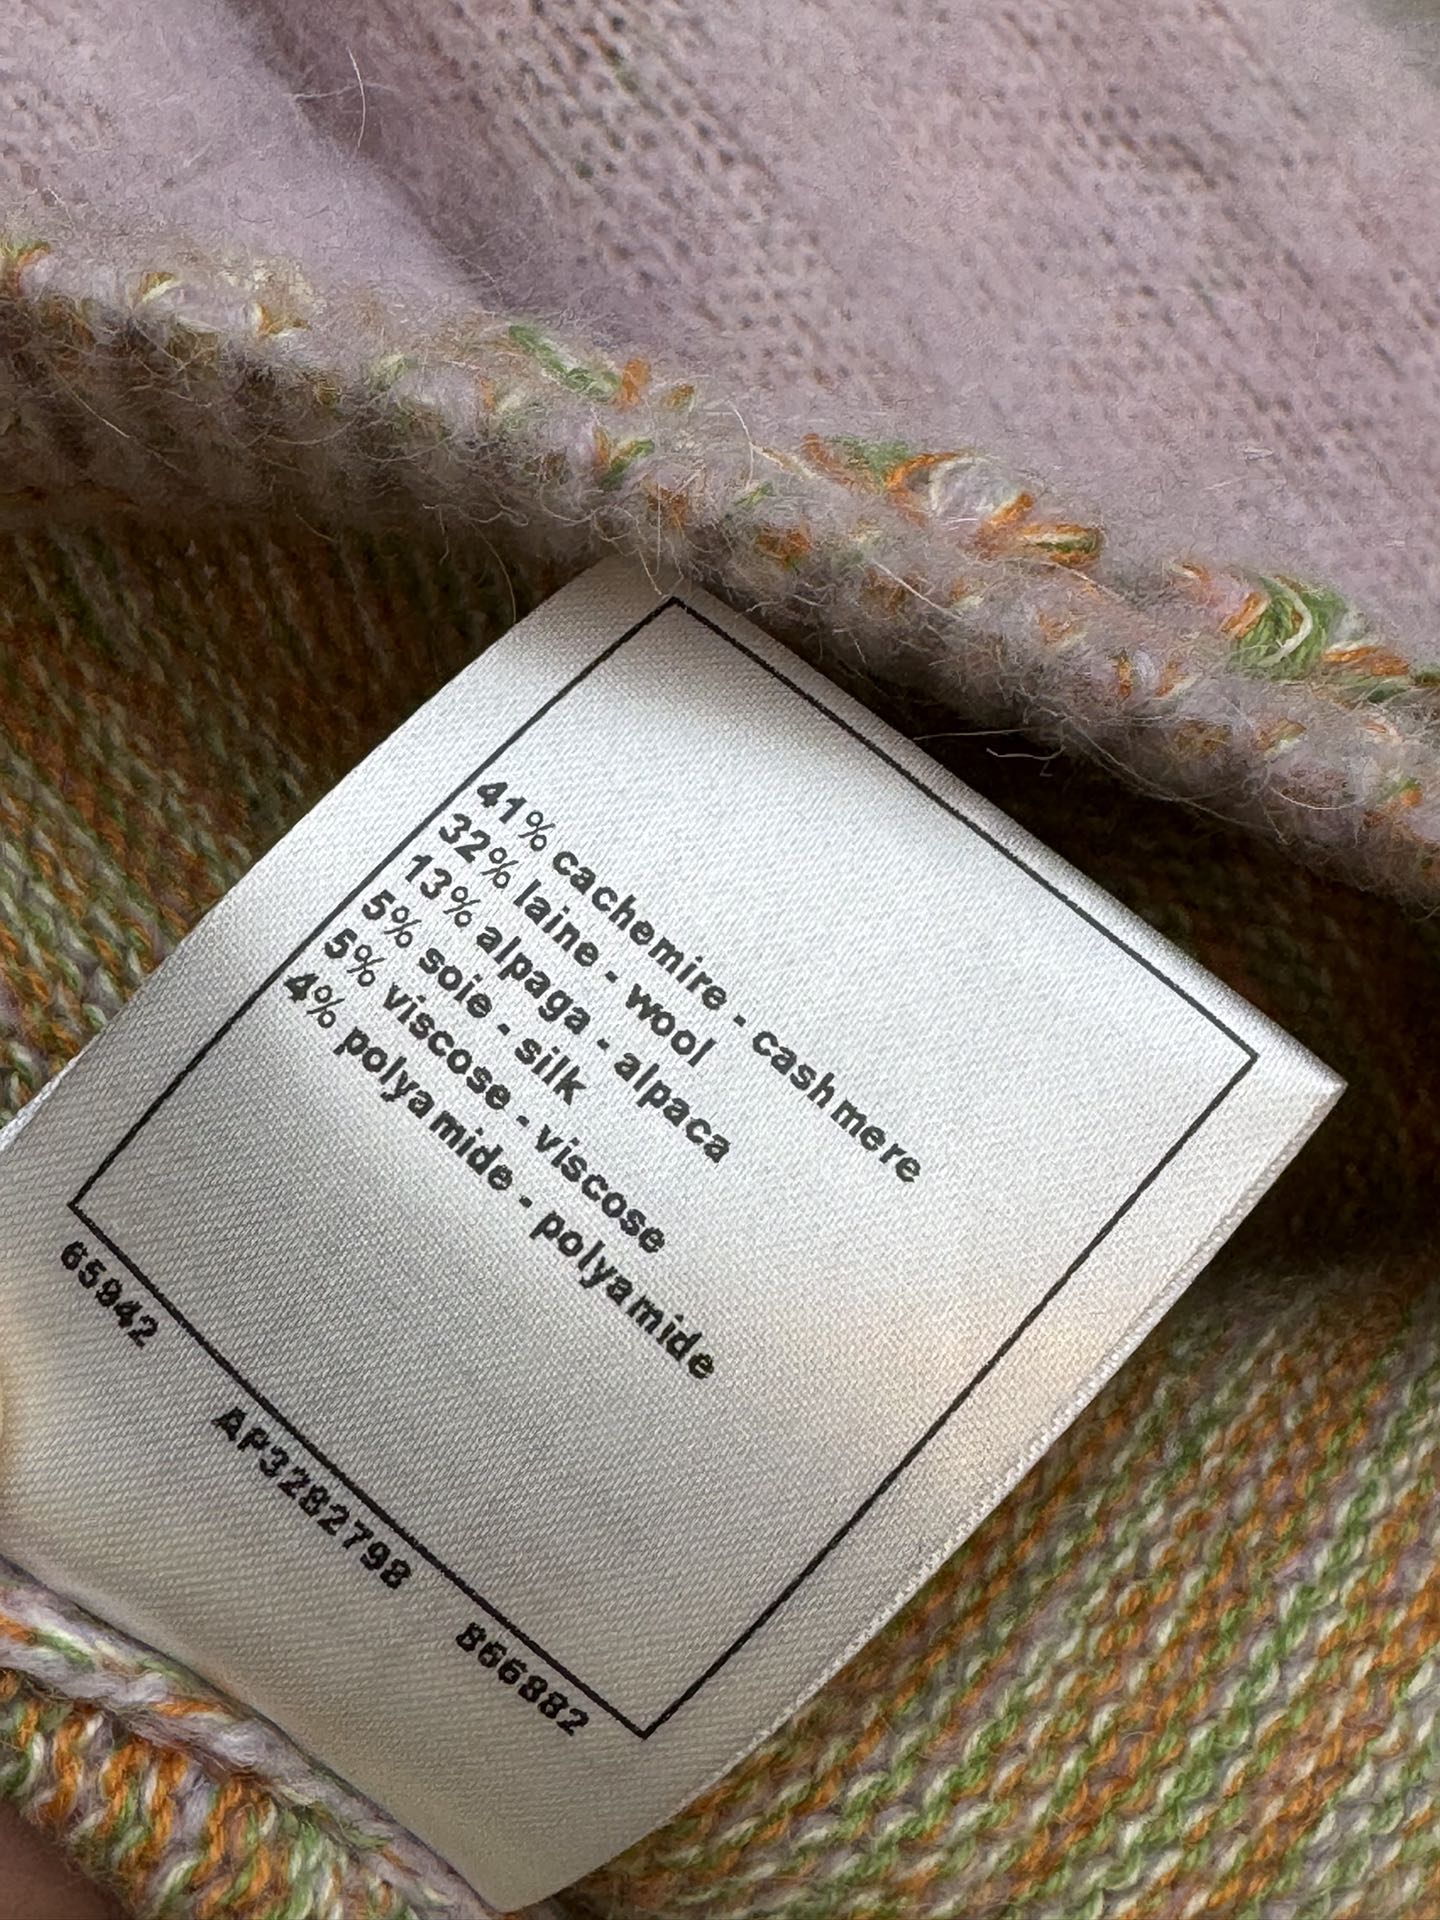 41% cachemire - cashmere
32% laine - wool
13% alpaga - alpaca
5% soie - silk
5% viscose - viscose
4% polyamide - polyamide
65942 AP3282798 866882